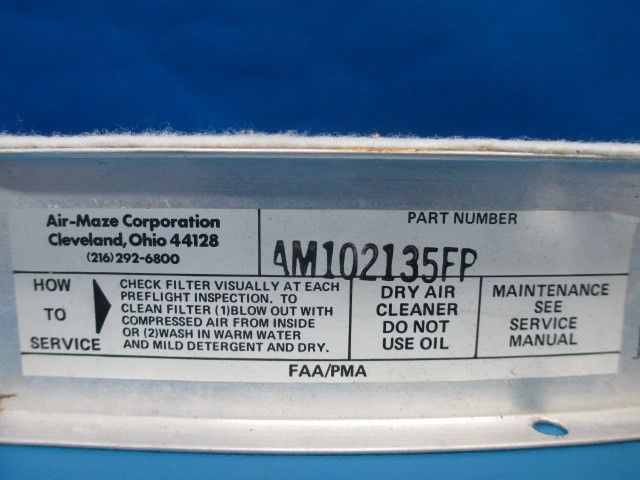 Air-Maze Corporation
Cleveland, Ohio 44128
(216) 292-6800
PART NUMBER
AM102135FP
HOW
TO
SERVICE
CHECK FILTER VISUALLY AT EACH
PREFLIGHT INSPECTION. TO
CLEAN FILTER (1)BLOW OUT WITH
COMPRESSED AIR FROM INSIDE
OR (2)WASH IN WARM WATER
AND MILD DETERGENT AND DRY.
DRY AIR
CLEANER
DO NOT
USE OIL
MAINTENANCE
SEE
SERVICE
MANUAL
FAA/PMA